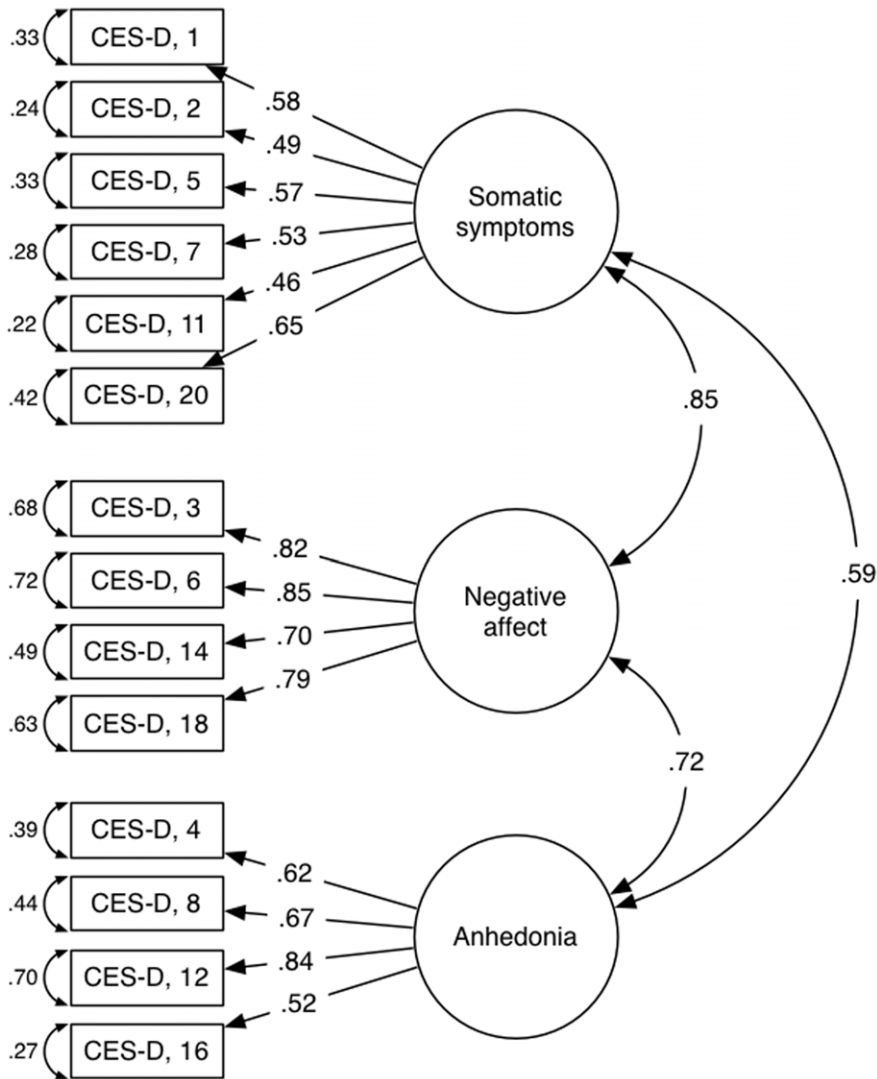 .33 CES-D, 1
.58
.24 CES-D, 2
.49
.33 CES-D, 5
.57
.28 CES-D, 7
.53
.22 CES-D, 11
.46
.42 CES-D, 20
.65
Somatic
symptoms
.85
.59
.68 CES-D, 3
.82
.72 CES-D, 6
.85
.49 CES-D, 14
.70
.63 CES-D, 18
.79
Negative
affect
.72
.39 CES-D, 4
.62
.44 CES-D, 8
.67
.70 CES-D, 12
.84
.27 CES-D, 16
.52
Anhedonia